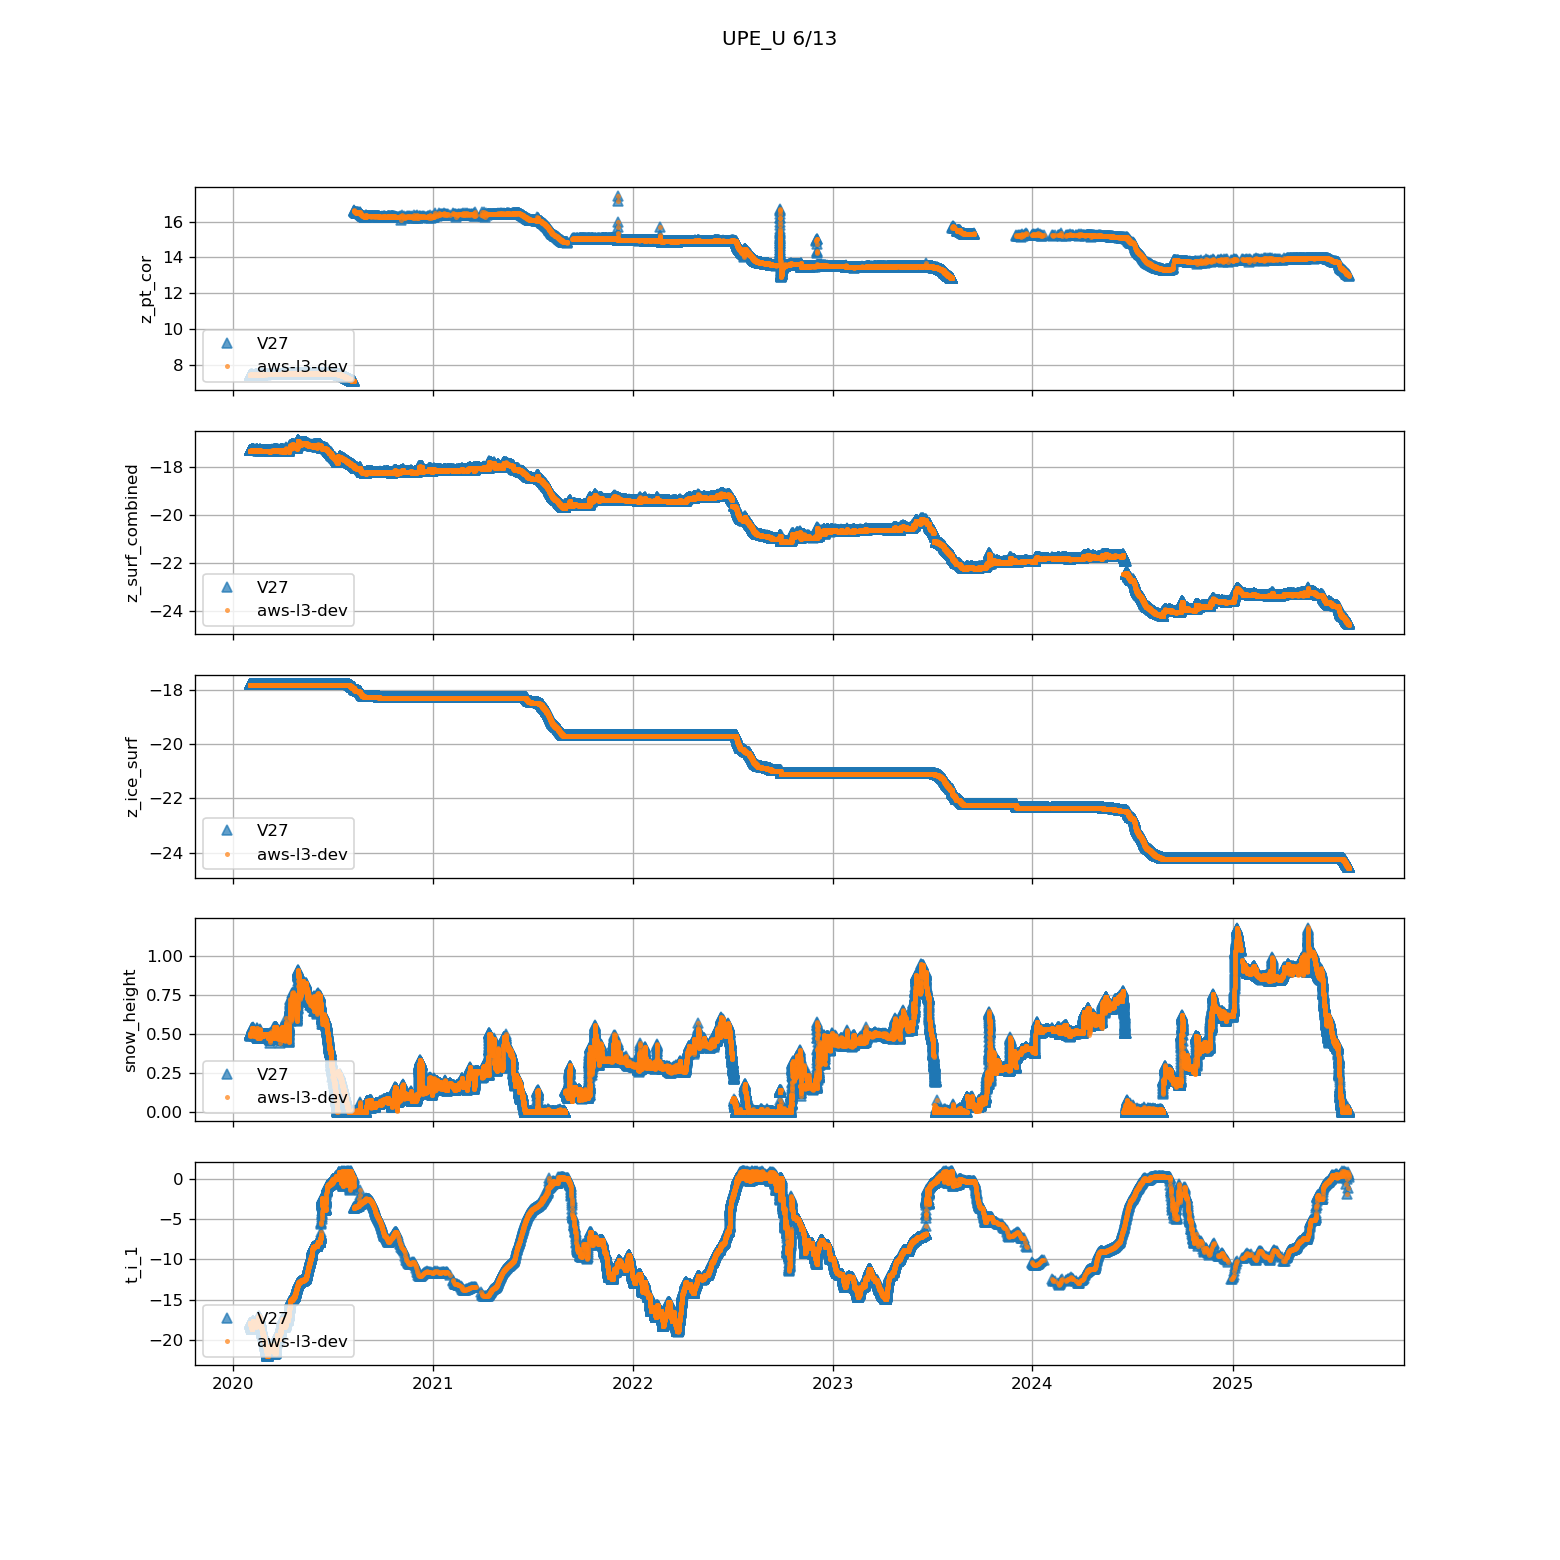 UPE_U 6/13
z_pt_cor
16
14
12
10
8
V27
aws-l3-dev
z_surf_combined
−18
−20
−22
−24
V27
aws-l3-dev
z_ice_surf
−18
−20
−22
−24
V27
aws-l3-dev
snow_height
1.00
0.75
0.50
0.25
0.00
V27
aws-l3-dev
t_i_1
0
−5
−10
−15
−20
V27
aws-l3-dev
2020 2021 2022 2023 2024 2025